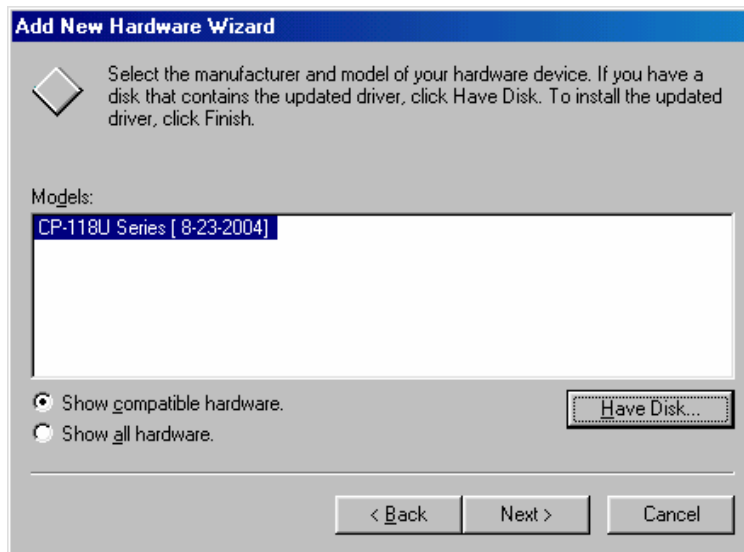 Add New Hardware Wizard
Select the manufacturer and model of your hardware device. If you have a
disk that contains the updated driver, click Have Disk. To install the updated
driver, click Finish.
Models:
CP-118U Series [ 8-23-2004]
Show compatible hardware.
Show all hardware.
Have Disk...
< Back
Next >
Cancel